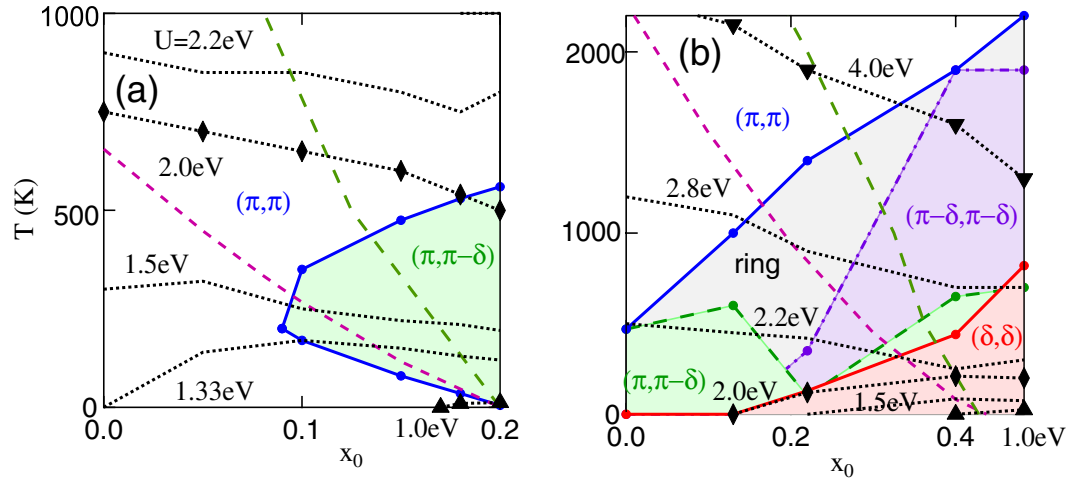 1000
500
0
T (K)
(a)
U=2.2eV
2.0eV
(π,π)
(π,π−δ)
1.5eV
1.33eV
1.0eV
0.0
0.1
0.2
x0
2000
1000
0
(b)
4.0eV
(π,π)
2.8eV
(π−δ,π−δ)
ring
2.2eV
(π,π−δ)
(δ,δ)
2.0eV
1.5eV
0.0
0.2
0.4
1.0eV
x0